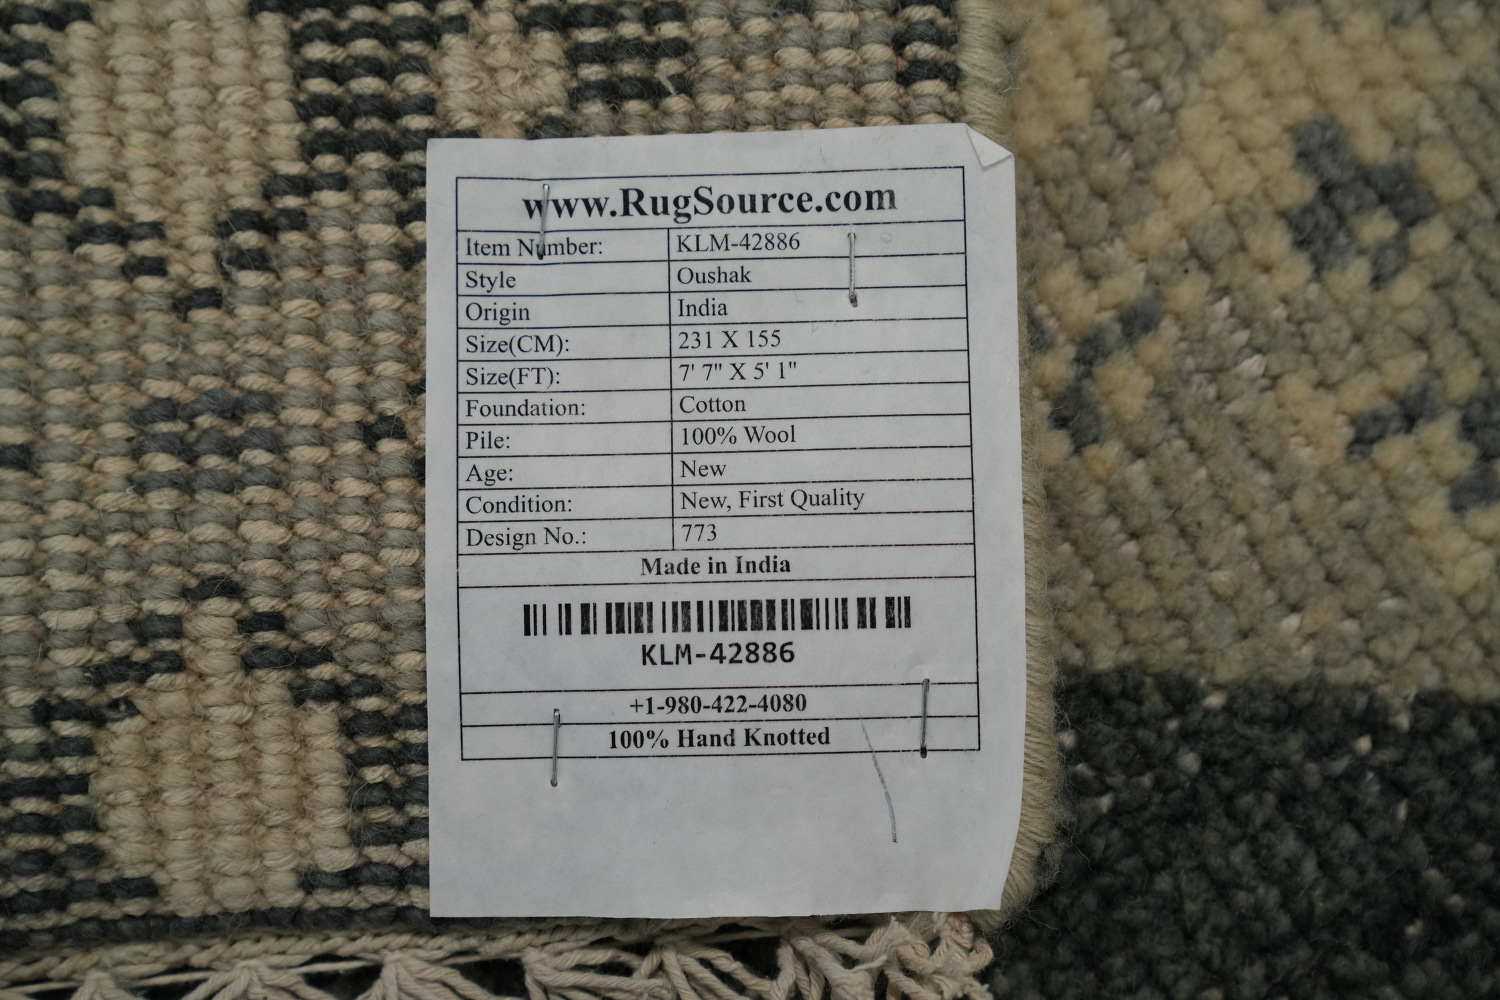 www.RugSource.com
Item Number: KLM-42886
Style Oushak
Origin India
Size(CM): 231 X 155
Size(FT): 7' 7" X 5' 1"
Foundation: Cotton
Pile: 100% Wool
Age: New
Condition: New, First Quality
Design No.: 773
Made in India
KLM-42886
+1-980-422-4080
100% Hand Knotted